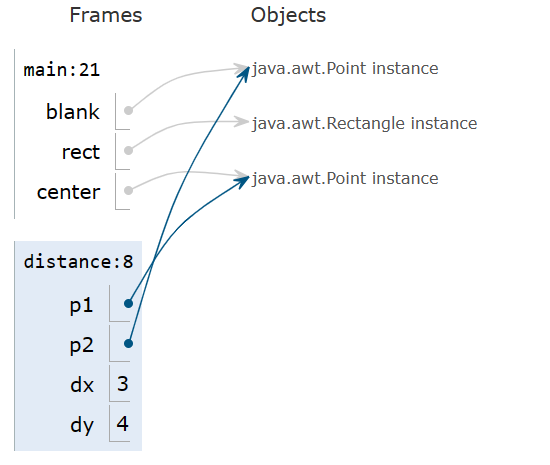 Frames Objects
main:21 java.awt.Point instance
blank
rect java.awt.Rectangle instance
center java.awt.Point instance
distance:8
p1
p2
dx 3
dy 4